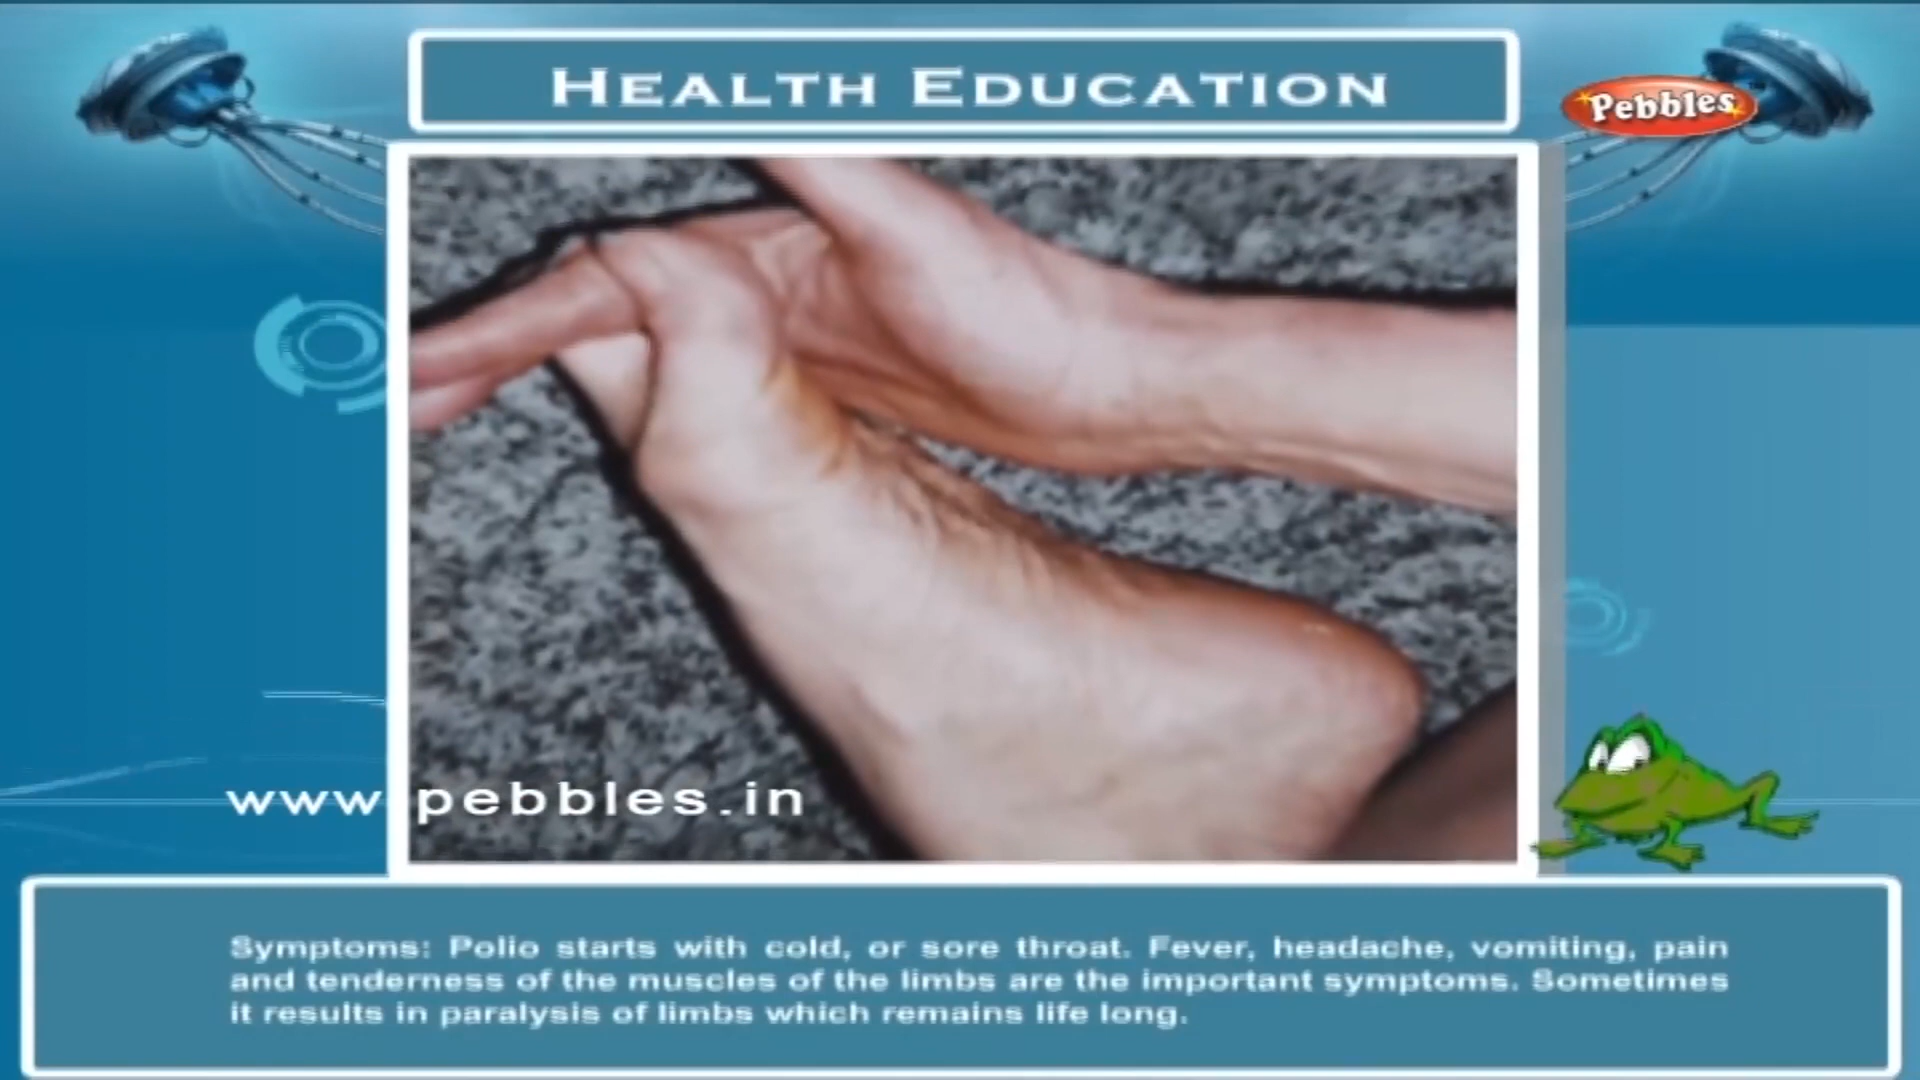 HEALTH EDUCATION
Pebbles
www.pebbles.in
Symptoms: Polio starts with cold, or sore throat. Fever, headache, vomiting, pain
and tenderness of the muscles of the limbs are the important symptoms. Sometimes
it results in paralysis of limbs which remains life long.